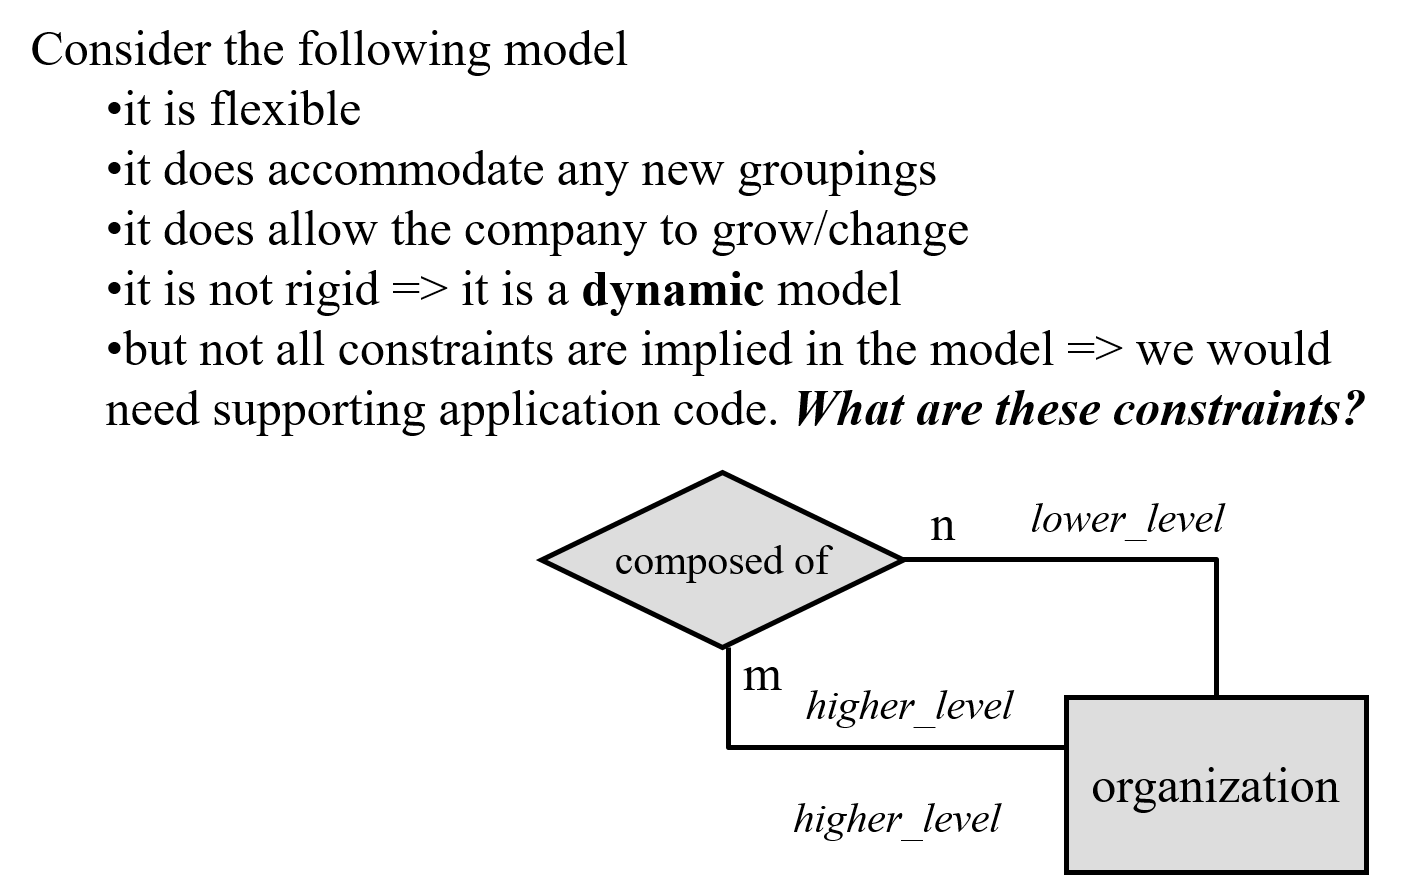 Consider the following model
•it is flexible
•it does accommodate any new groupings
•it does allow the company to grow/change
•it is not rigid => it is a dynamic model
•but not all constraints are implied in the model => we would
need supporting application code. What are these constraints?
n
lower_level
composed of
m
higher_level
organization
higher_level